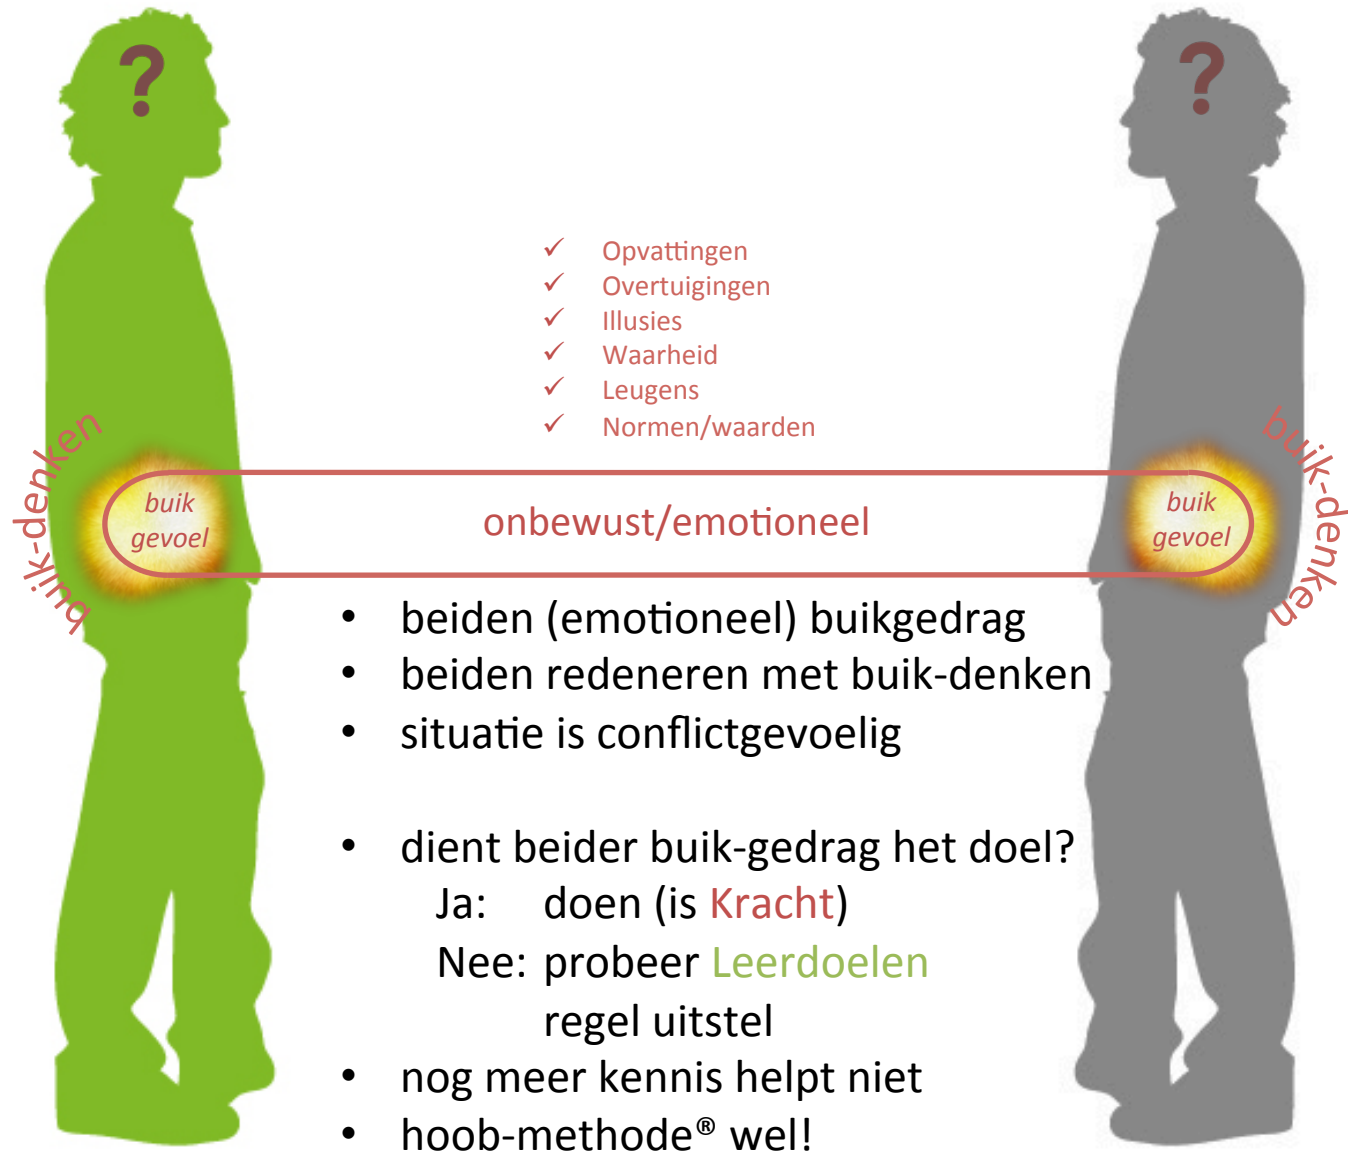 ?
?
✓ Opvattingen
✓ Overtuigingen
✓ Illusies
✓ Waarheid
✓ Leugens
✓ Normen/waarden
buik-denken
buik
gevoel
onbewust/emotioneel
buik
gevoel
buik-denken
• beiden (emotioneel) buikgedrag
• beiden redeneren met buik-denken
• situatie is conflictgevoelig
• dient beider buik-gedrag het doel?
Ja: doen (is Kracht)
Nee: probeer Leerdoelen
regel uitstel
• nog meer kennis helpt niet
• hoob-methode® wel!